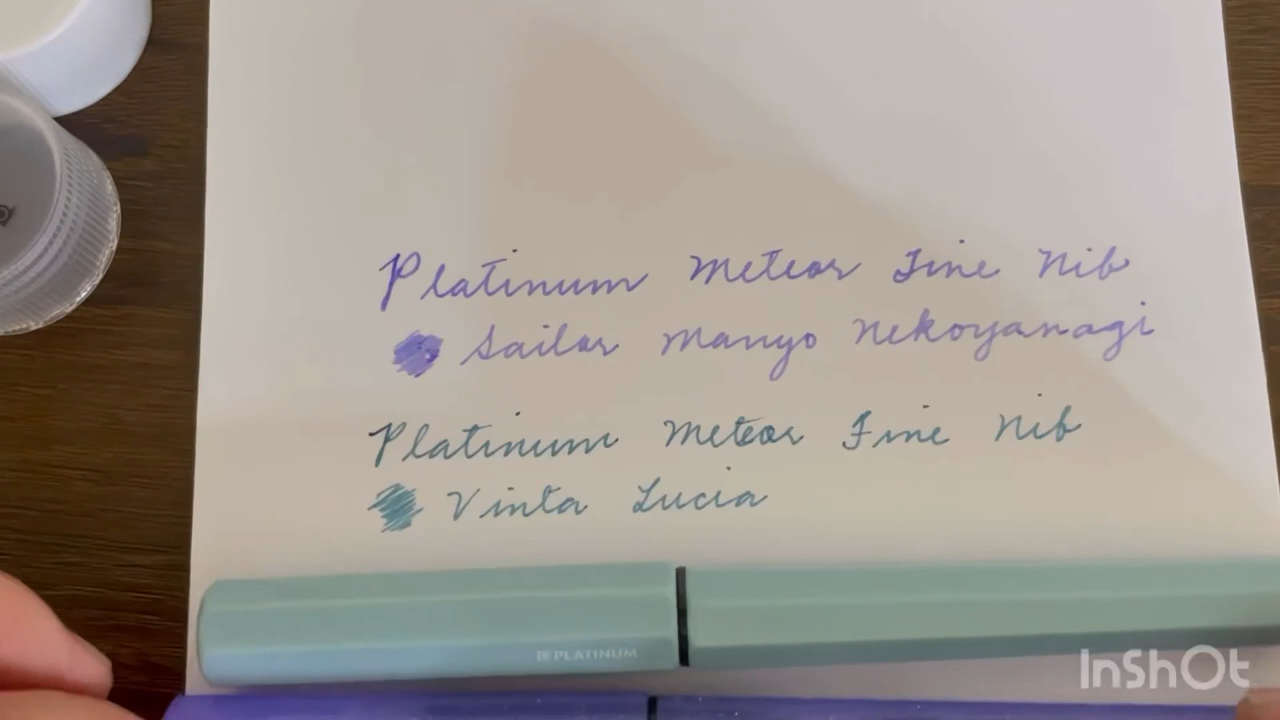 Platinum Meteor Fine Nib
Sailor Manyo Nekoyanagi
Platinum Meteor Fine Nib
Vinta Lucia
PLATINUM
InShOt